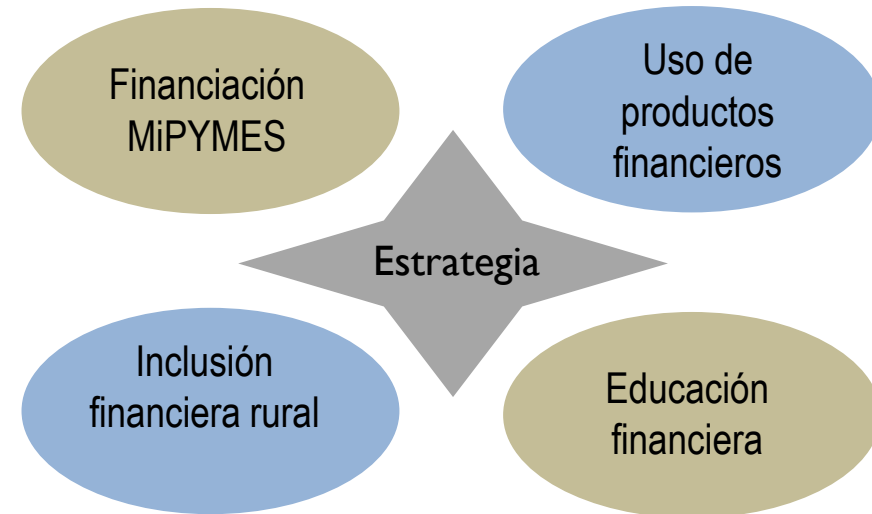 Financiación
MiPYMES
Uso de
productos
financieros
Estrategia
Inclusión
financiera rural
Educación
financiera